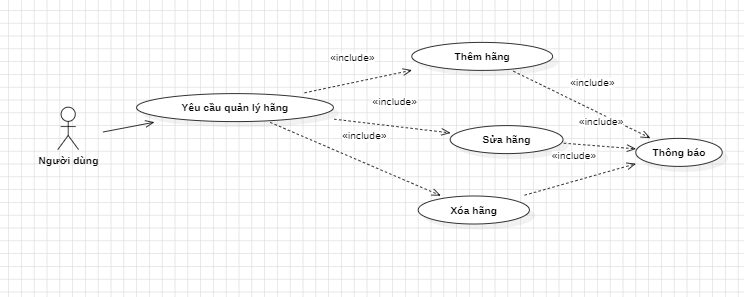 «include»
Thêm hãng
«include»
Yêu cầu quản lý hãng
«include»
«include»
«include»
Sửa hãng
«include»
Thông báo
Người dùng
Xóa hãng